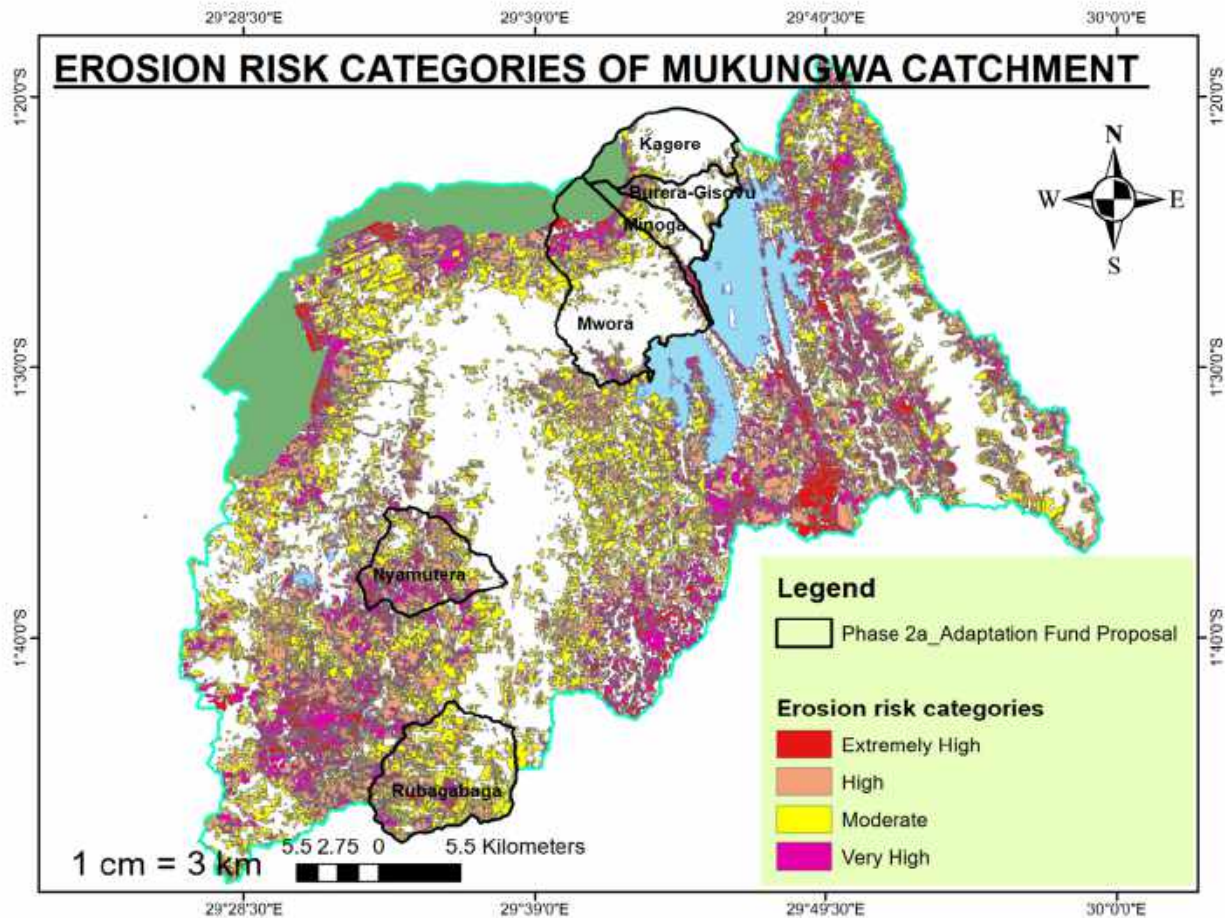 29°28'30"E 29°39'0"E 29°49'30"E 30°0'0"E
EROSION RISK CATEGORIES OF MUKUNGWA CATCHMENT
1°20'0"S 1°20'0"S
Kagere
N
Burera-Gisovu
W E
Minoga
S
Mwora
1°30'0"S 1°30'0"S
Nyamutera
Legend
Phase 2a_Adaptation Fund Proposal
1°40'0"S 1°40'0"S
Erosion risk categories
Extremely High
High
Moderate
Very High
Rubagabaga
5.5 2.75 0 5.5 Kilometers
1 cm = 3 km
29°28'30"E 29°39'0"E 29°49'30"E 30°0'0"E